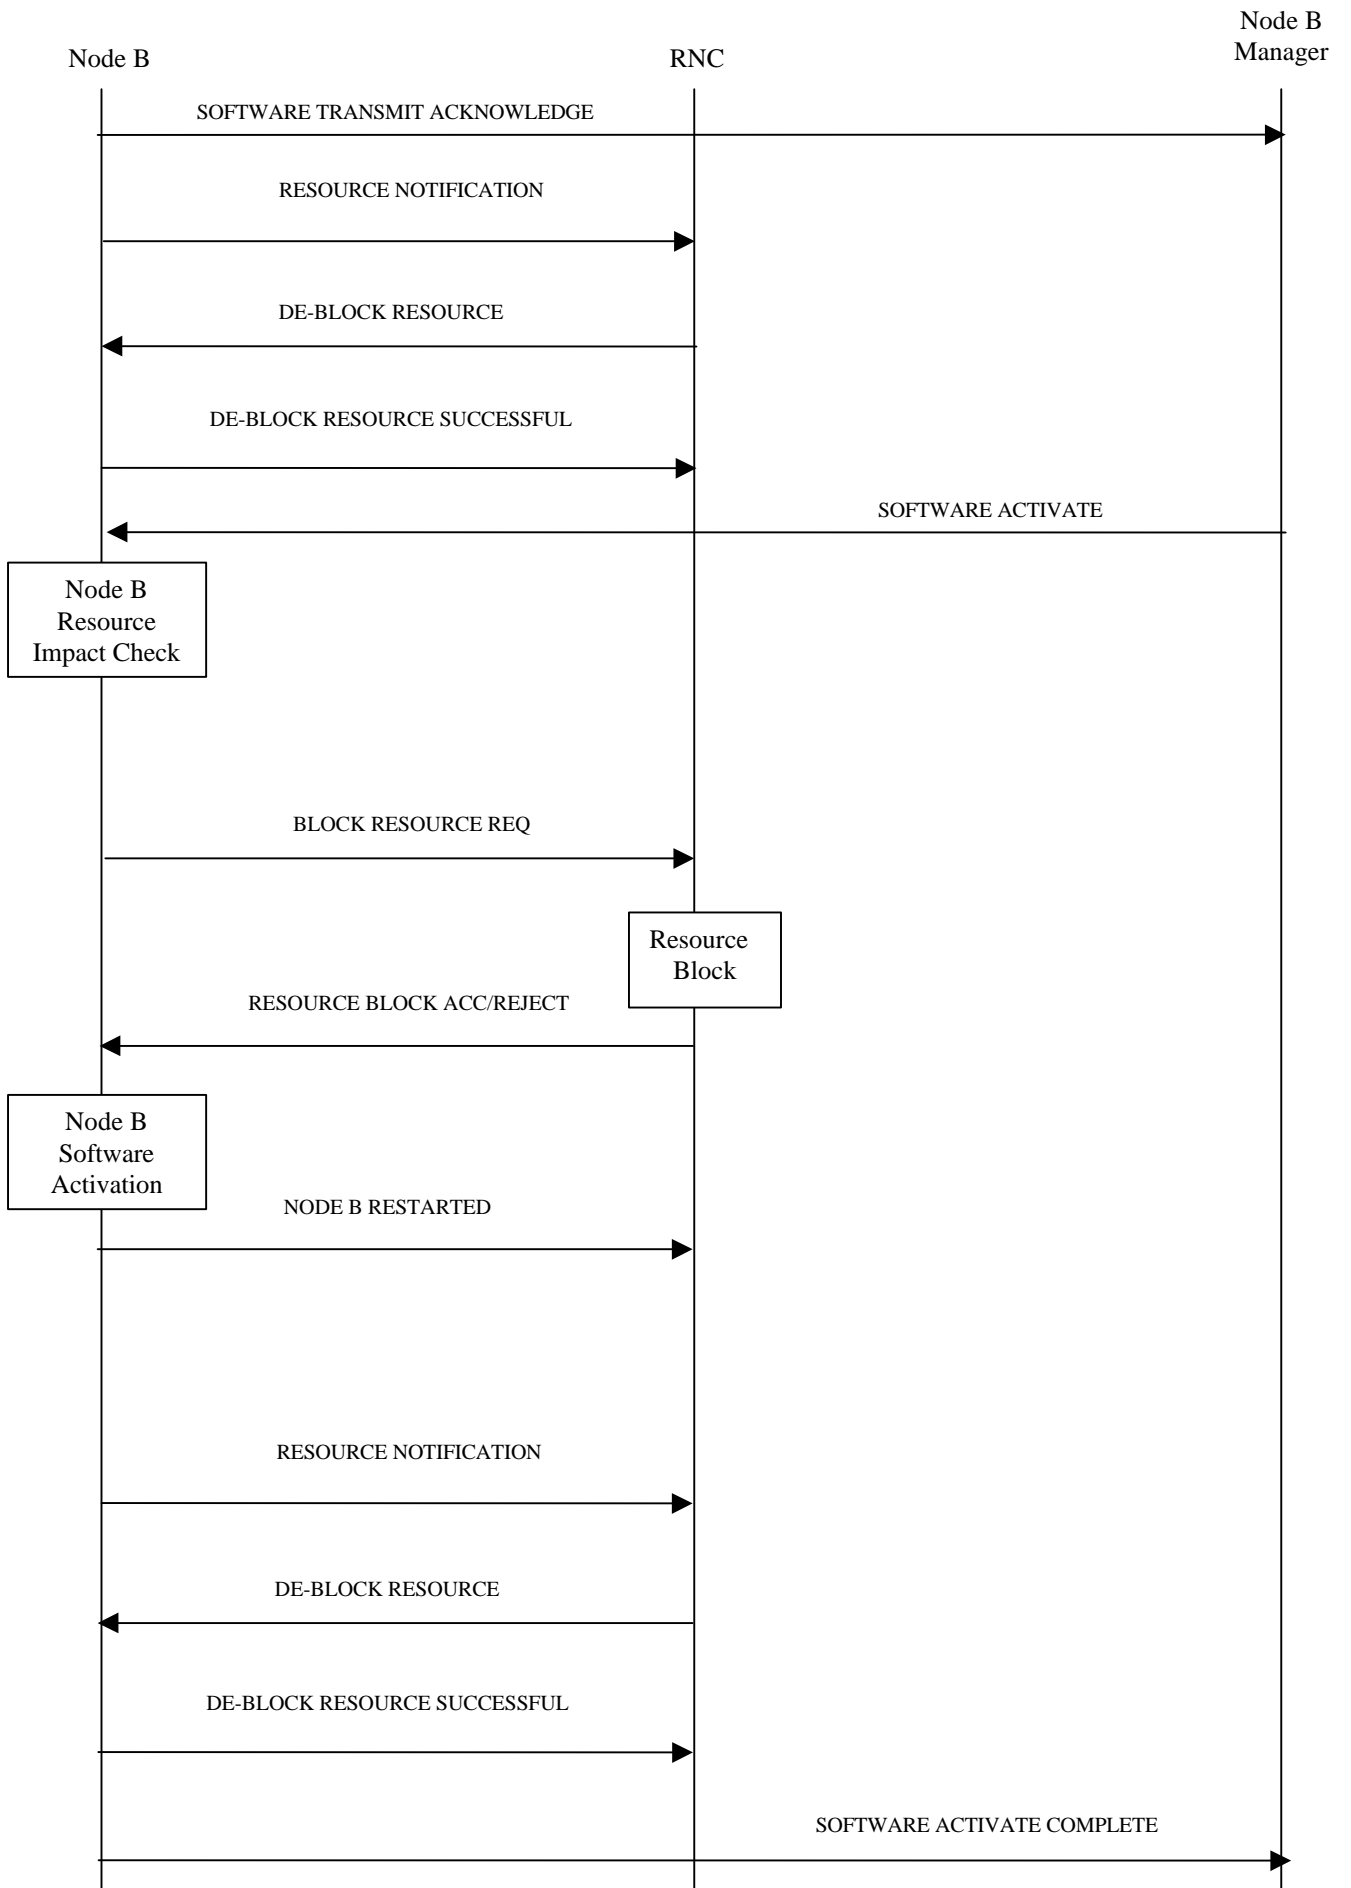 Node B
RNC
Node B
Manager
SOFTWARE TRANSMIT ACKNOWLEDGE
RESOURCE NOTIFICATION
DE-BLOCK RESOURCE
DE-BLOCK RESOURCE SUCCESSFUL
SOFTWARE ACTIVATE
Node B
Resource
Impact Check
BLOCK RESOURCE REQ
Resource
Block
RESOURCE BLOCK ACC/REJECT
Node B
Software
Activation
NODE B RESTARTED
RESOURCE NOTIFICATION
DE-BLOCK RESOURCE
DE-BLOCK RESOURCE SUCCESSFUL
SOFTWARE ACTIVATE COMPLETE